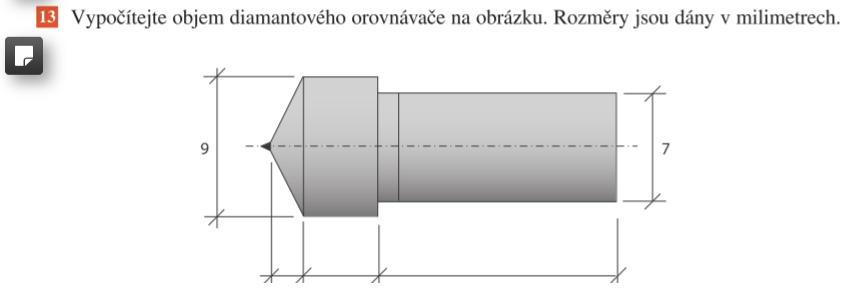 13 Vypočítejte objem diamantového orovnávače na obrázku. Rozměry jsou dány v milimetrech.
9
7